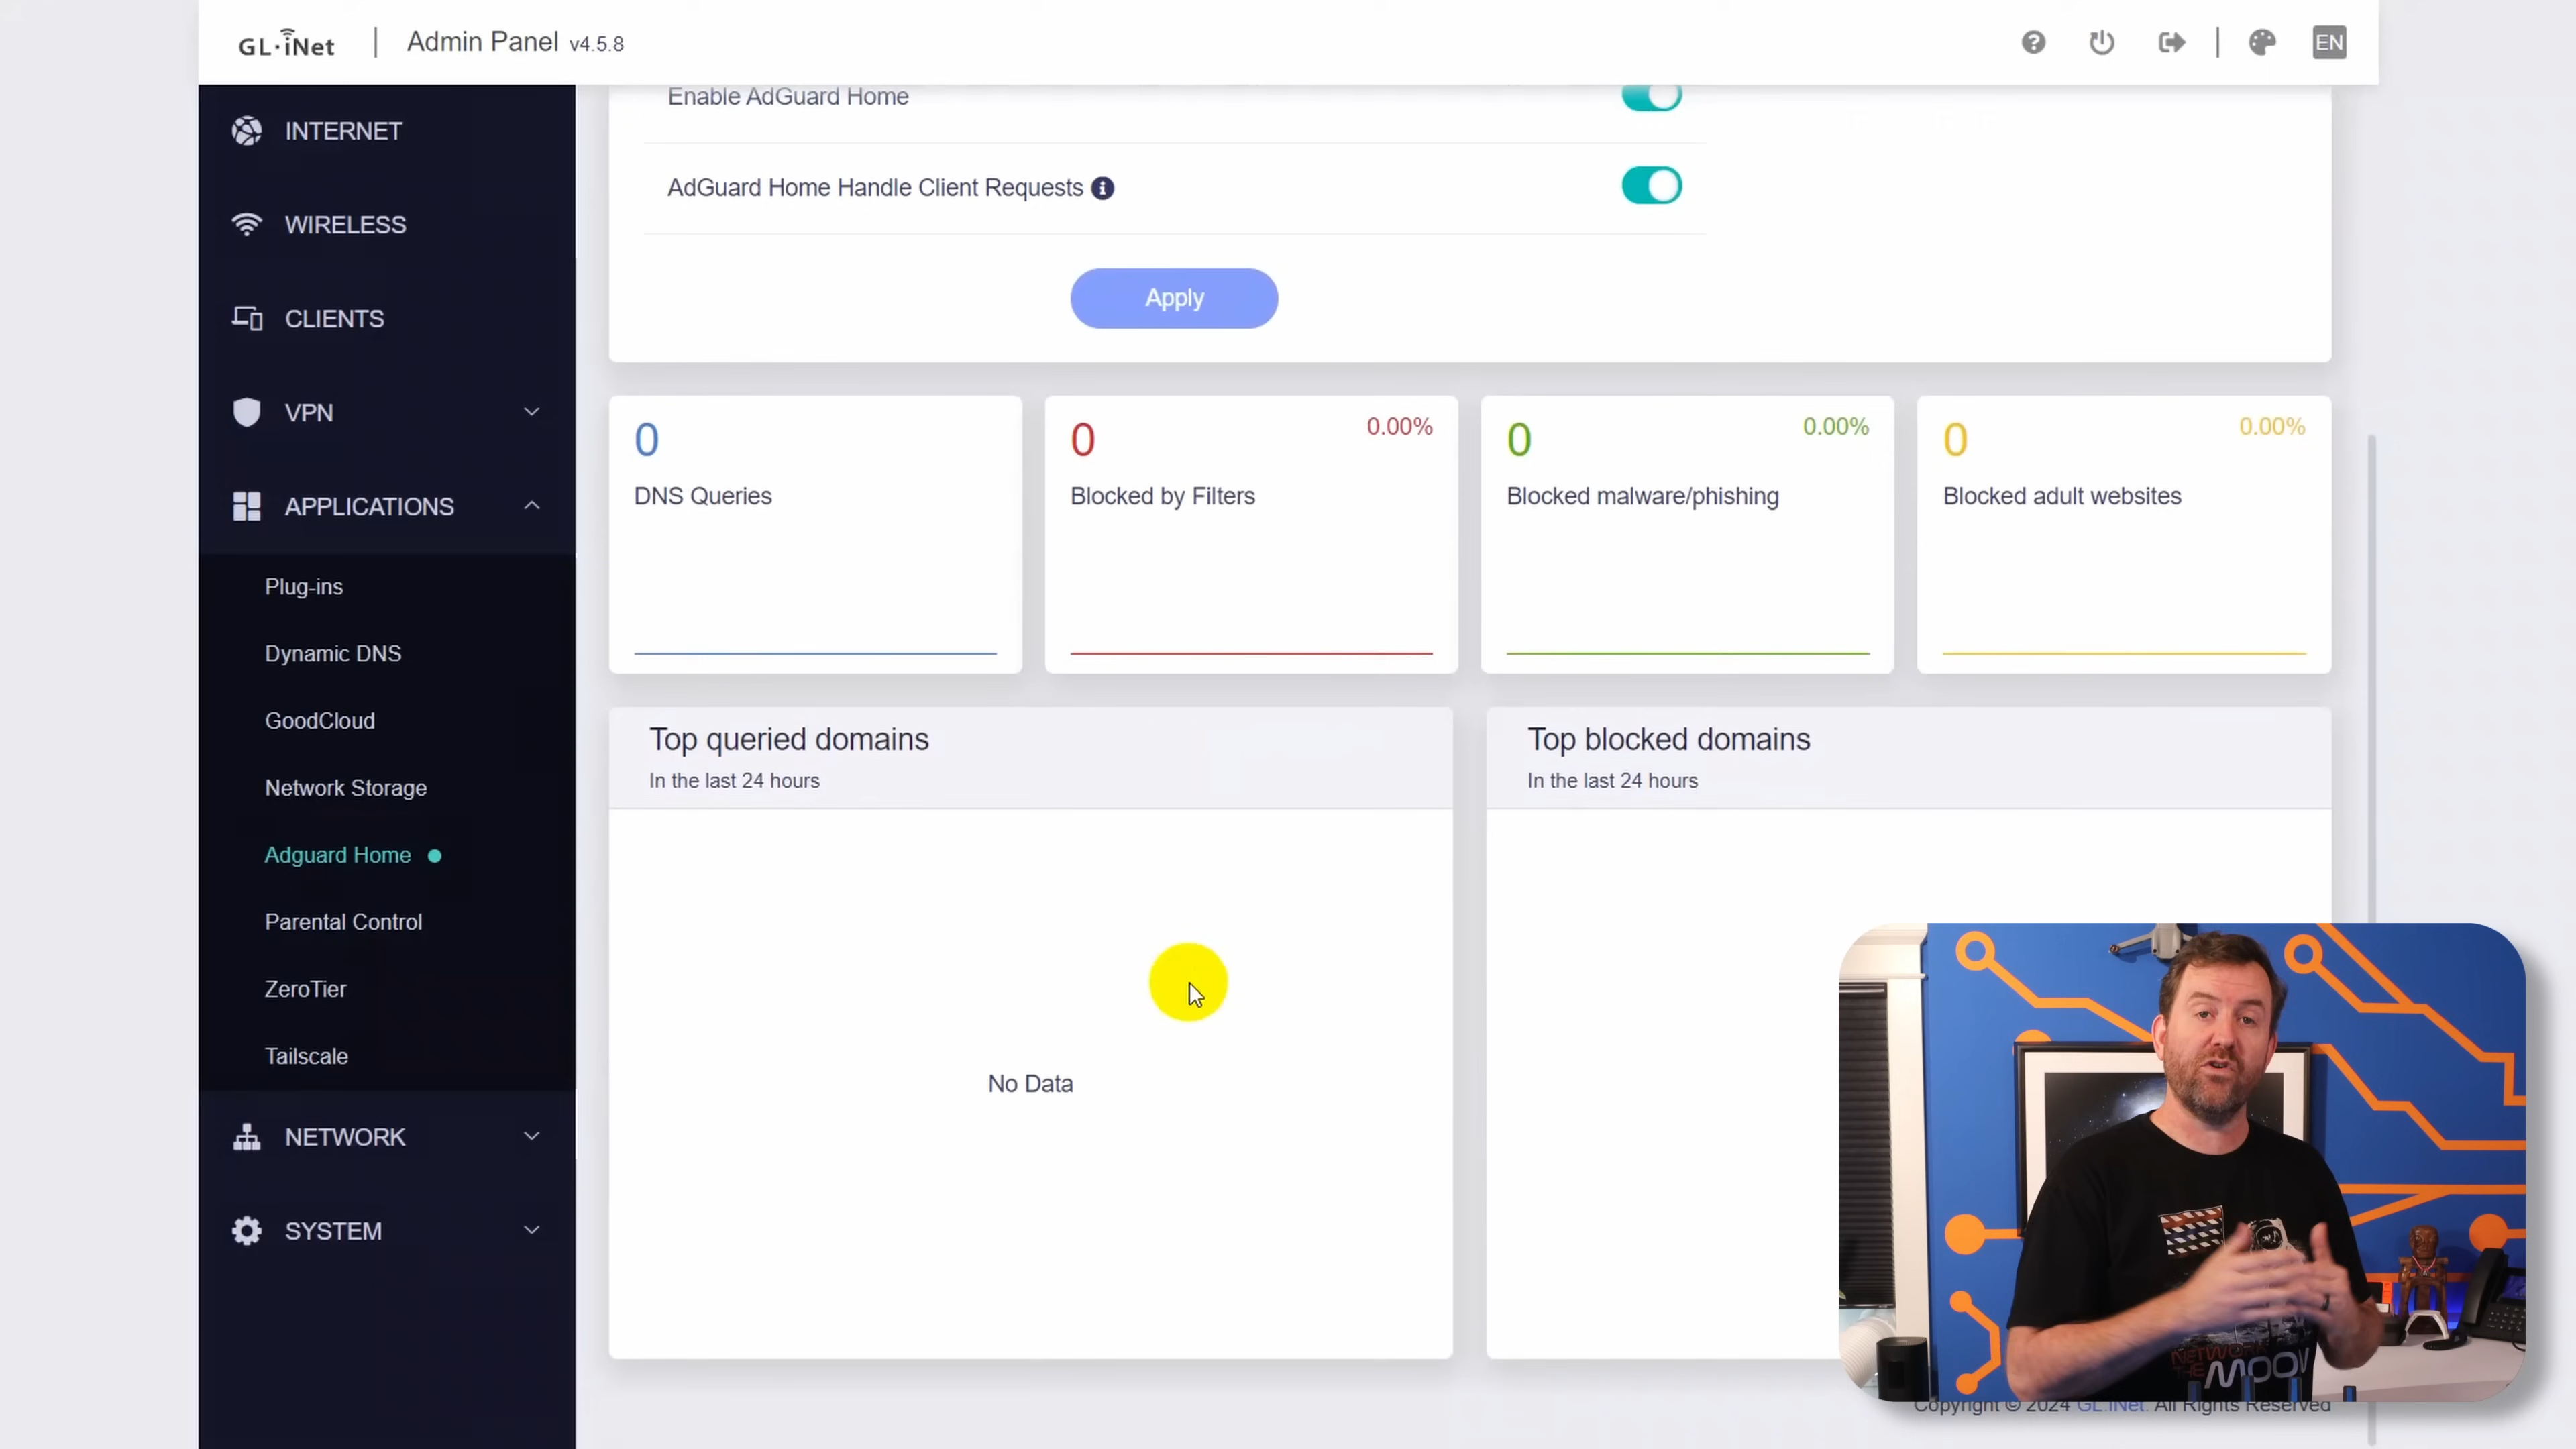 GL·iNet | Admin Panel v4.5.8
EN
INTERNET
WIRELESS
CLIENTS
VPN
APPLICATIONS
Plug-ins
Dynamic DNS
GoodCloud
Network Storage
Adguard Home
Parental Control
ZeroTier
Tailscale
NETWORK
SYSTEM
Enable AdGuard Home
AdGuard Home Handle Client Requests
Apply
0
DNS Queries
0 0.00%
Blocked by Filters
0 0.00%
Blocked malware/phishing
0 0.00%
Blocked adult websites
Top queried domains
In the last 24 hours
No Data
Top blocked domains
In the last 24 hours
NETWORK
THE MOON
Copyright © 2024 GL.iNet. All Rights Reserved